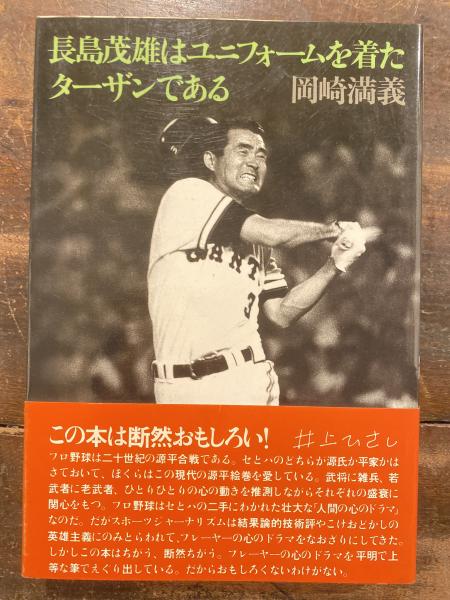 長島茂雄はユニフォームを着た
ターザンである 岡崎満義
GIANTS
3
この本は断然おもしろい! 井上ひさし
プロ野球は二十世紀の源平合戦である。セとパのどちらが源氏か平家かは
さておいて、ぼくらはこの現代の源平絵巻を愛している。武将に雑兵、若
武者に老武者、ひとりひとりの心の動きを推測しながらそれぞれの盛衰に
関心をもつ。プロ野球はセとパの二手にわかれた壮大な「人間の心のドラマ」
なのだ。だがスポーツジャーナリズムは結果論的技術評やこけおどかしの
英雄主義にのみとらわれて、プレーヤーの心のドラマをなおざりにしてきた。
しかしこの本はちがう、断然ちがう。プレーヤーの心のドラマを平明で上
等な筆でえぐり出している。だからおもしろくないわけがない。